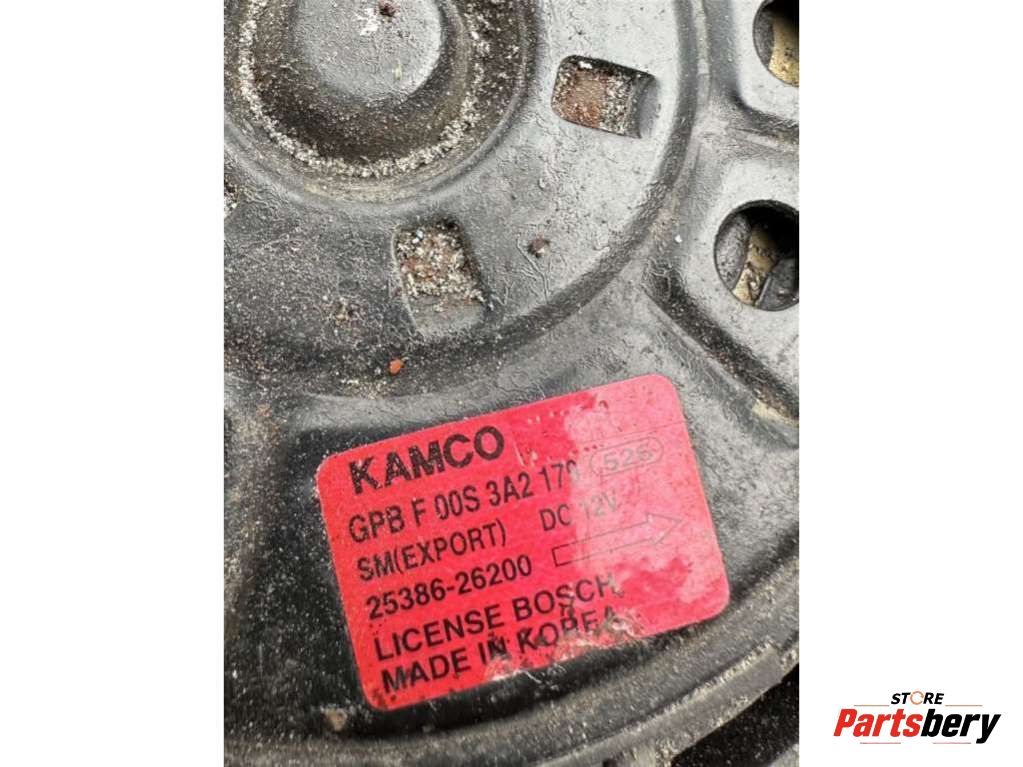 KAMCO
GPB F 00S 3A2 179 526
SM(EXPORT) DC 12V
25386-26200
LICENSE BOSCH.
MADE IN KOREA
STORE
Partsbery